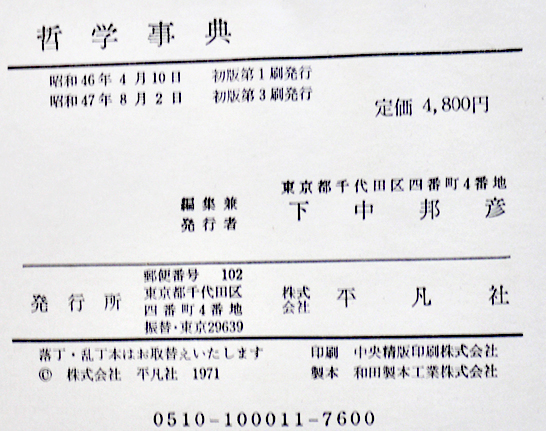 哲学事典
昭和46年4月10日 初版第1刷発行
昭和47年8月2日 初版第3刷発行
定価 4,800円
東京都千代田区四番町4番地
編集兼
発行者
下中邦彦
発行所
郵便番号 102
東京都千代田区
四番町4番地
振替・東京29639
株式
会社
平凡社
落丁・乱丁本はお取替えいたします
© 株式会社 平凡社 1971
印刷 中央精版印刷株式会社
製本 和田製本工業株式会社
0510-100011-7600